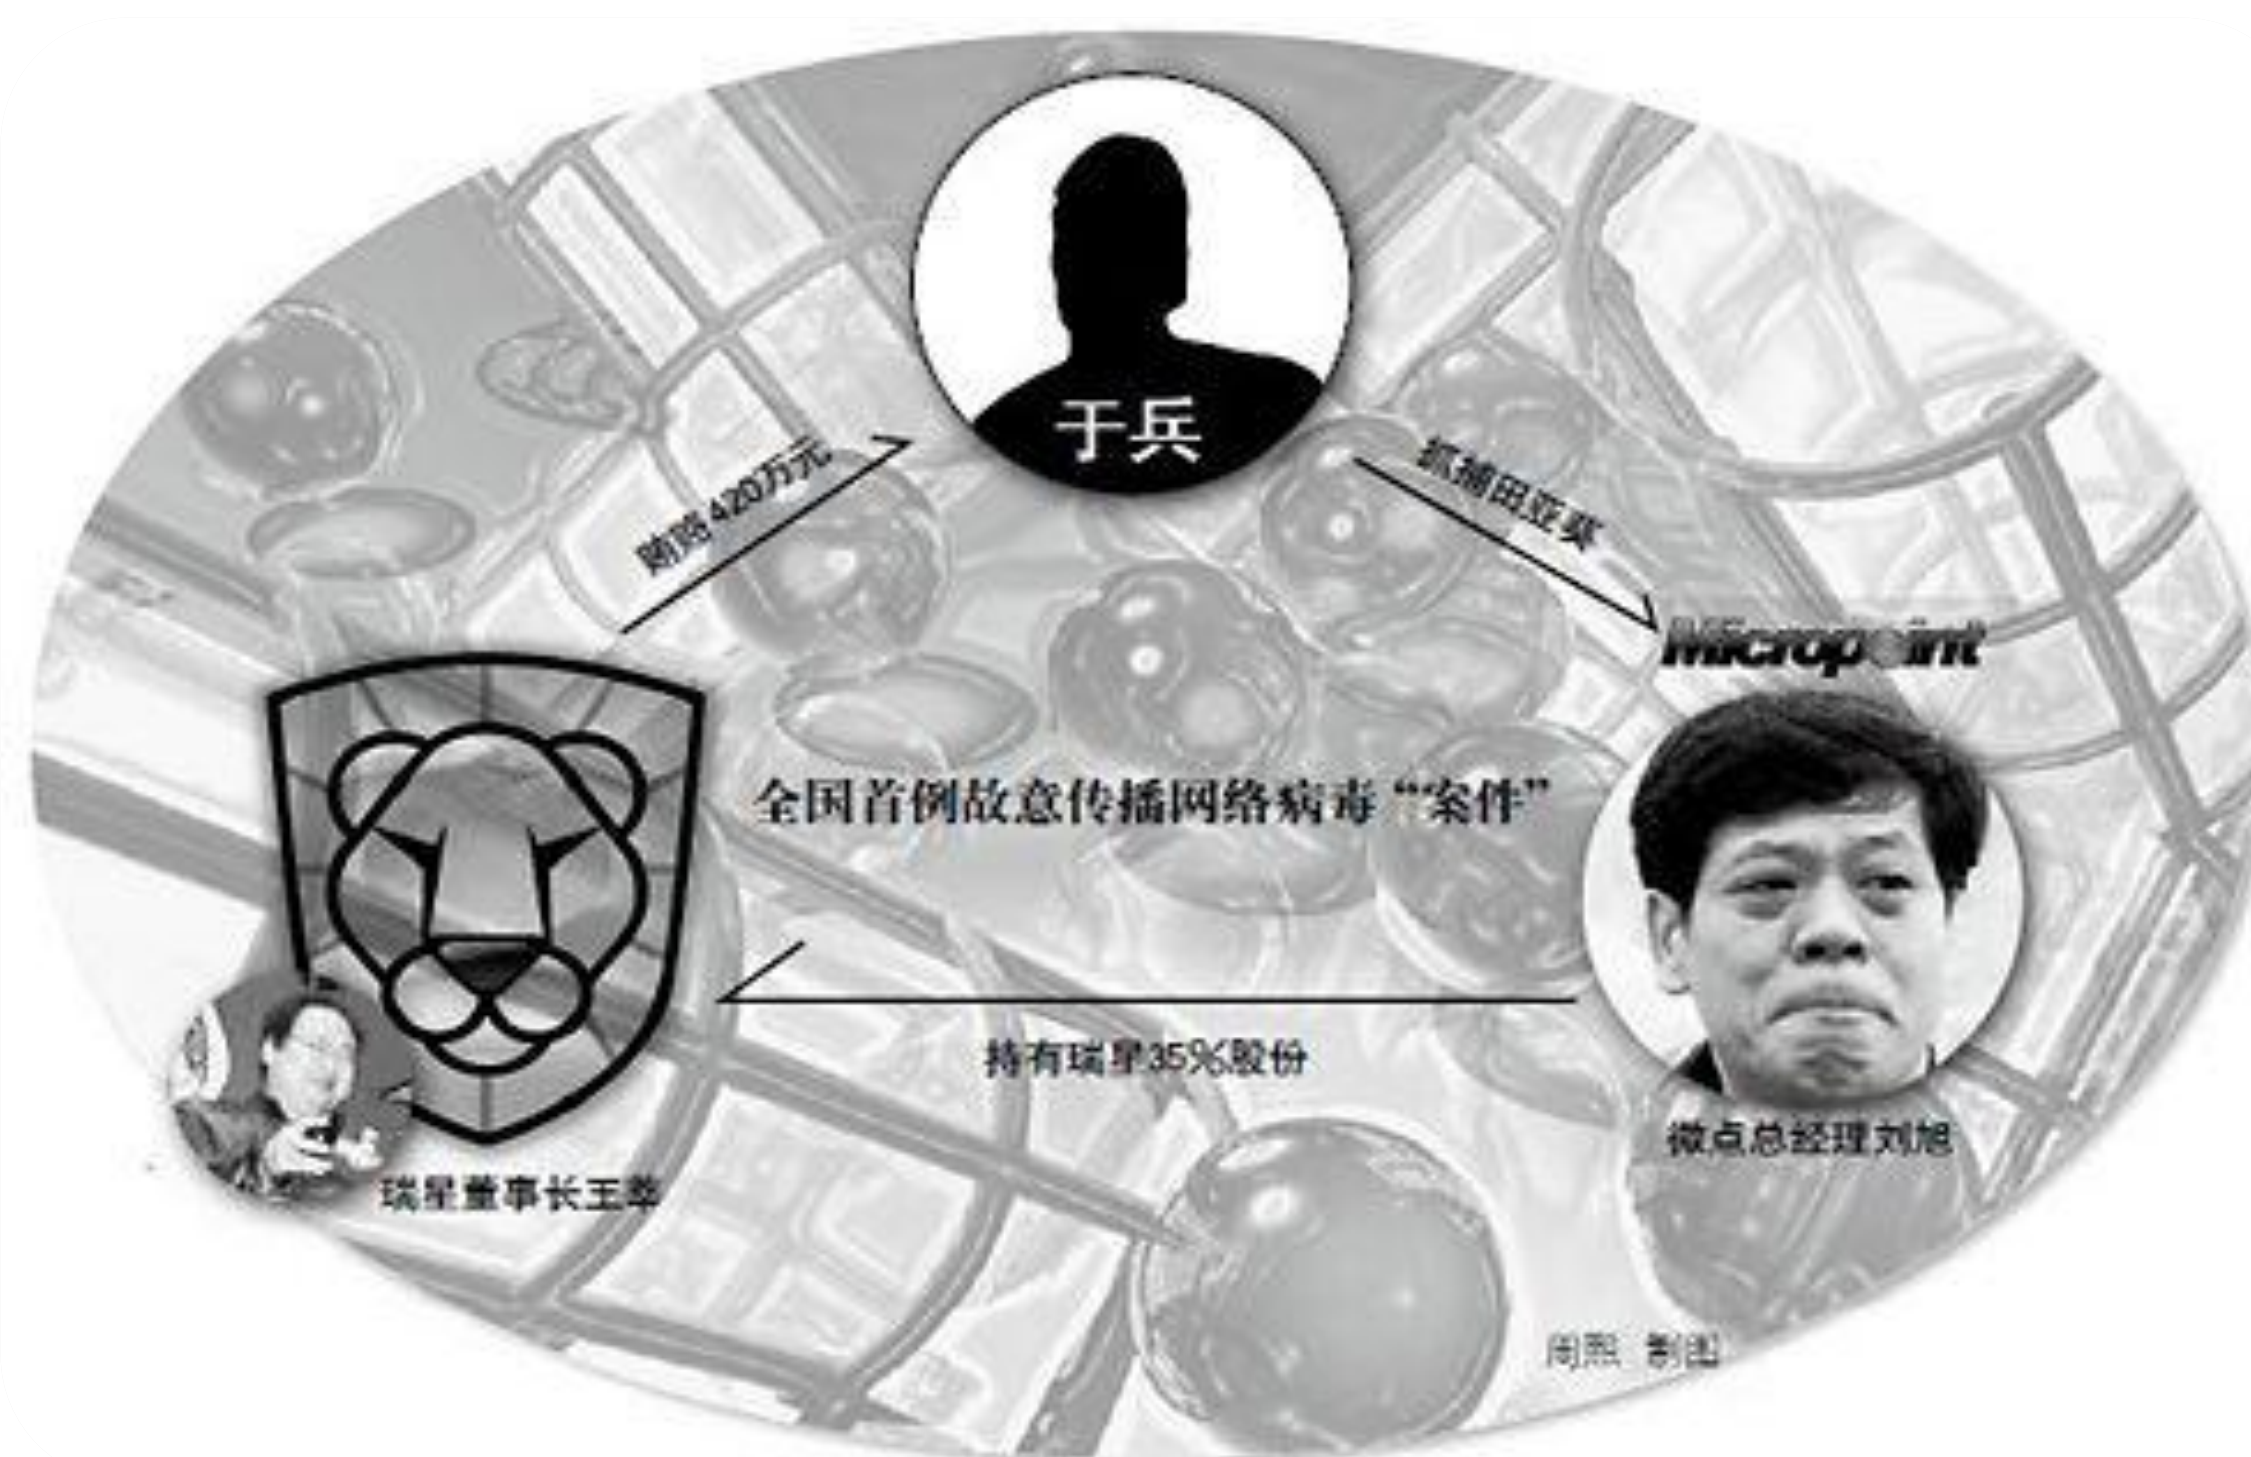 于兵
贿赂420万元
抓捕田亚葵
Micropoint
全国首例故意传播网络病毒“案件”
持有瑞星35%股份
微点总经理刘旭
瑞星董事长王莘
周熙 制图